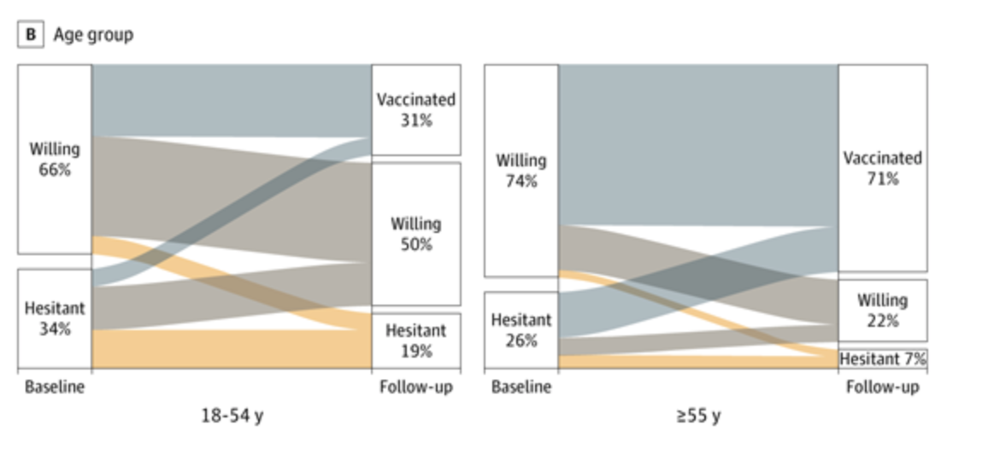 B Age group
Willing
66%
Hesitant
34%
Vaccinated
31%
Willing
50%
Hesitant
19%
Baseline
Follow-up
18-54 y
Willing
74%
Hesitant
26%
Vaccinated
71%
Willing
22%
Hesitant 7%
Baseline
Follow-up
≥55 y